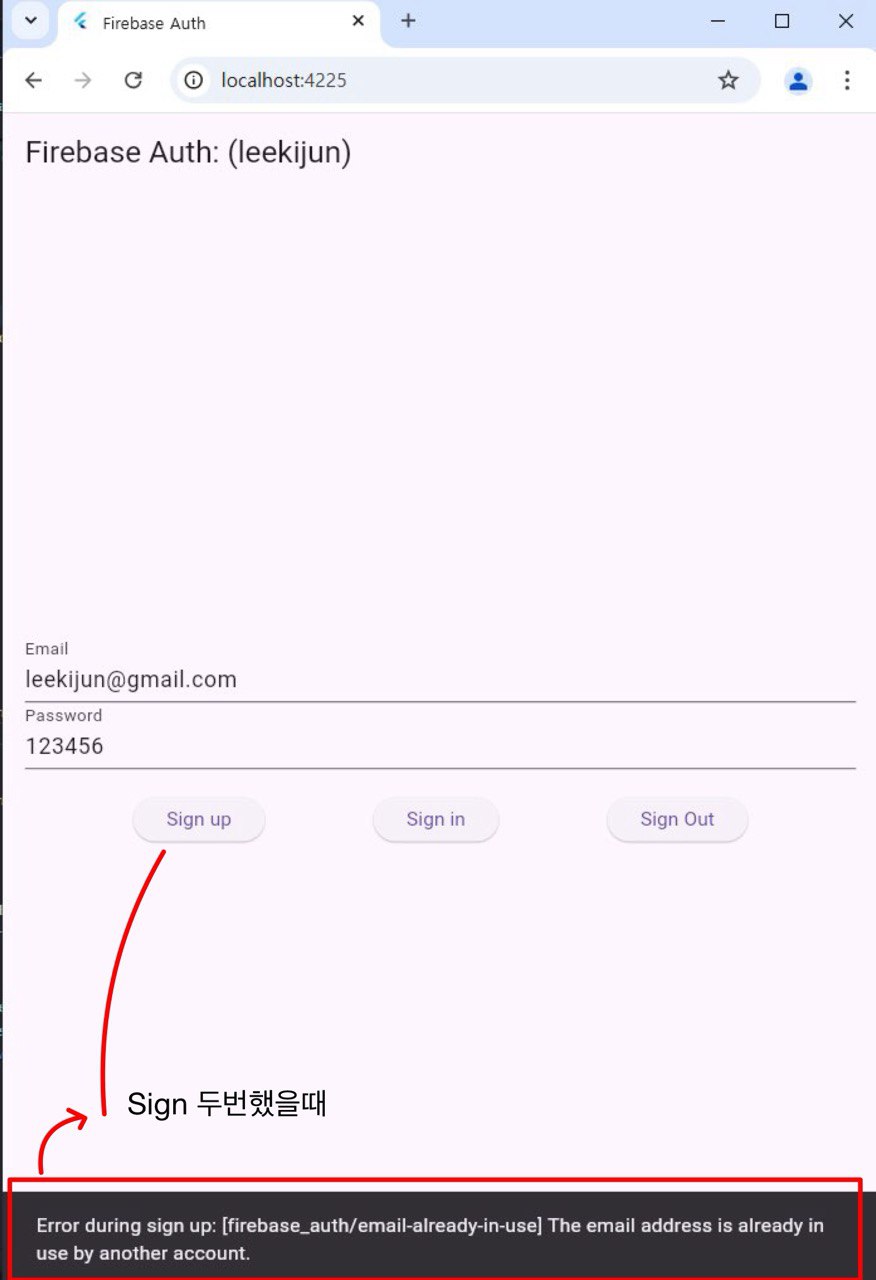 Firebase Auth
localhost:4225
Firebase Auth: (leekijun)
Email
leekijun@gmail.com
Password
123456
Sign up
Sign in
Sign Out
Sign 두번했을때
Error during sign up: [firebase_auth/email-already-in-use] The email address is already in
use by another account.